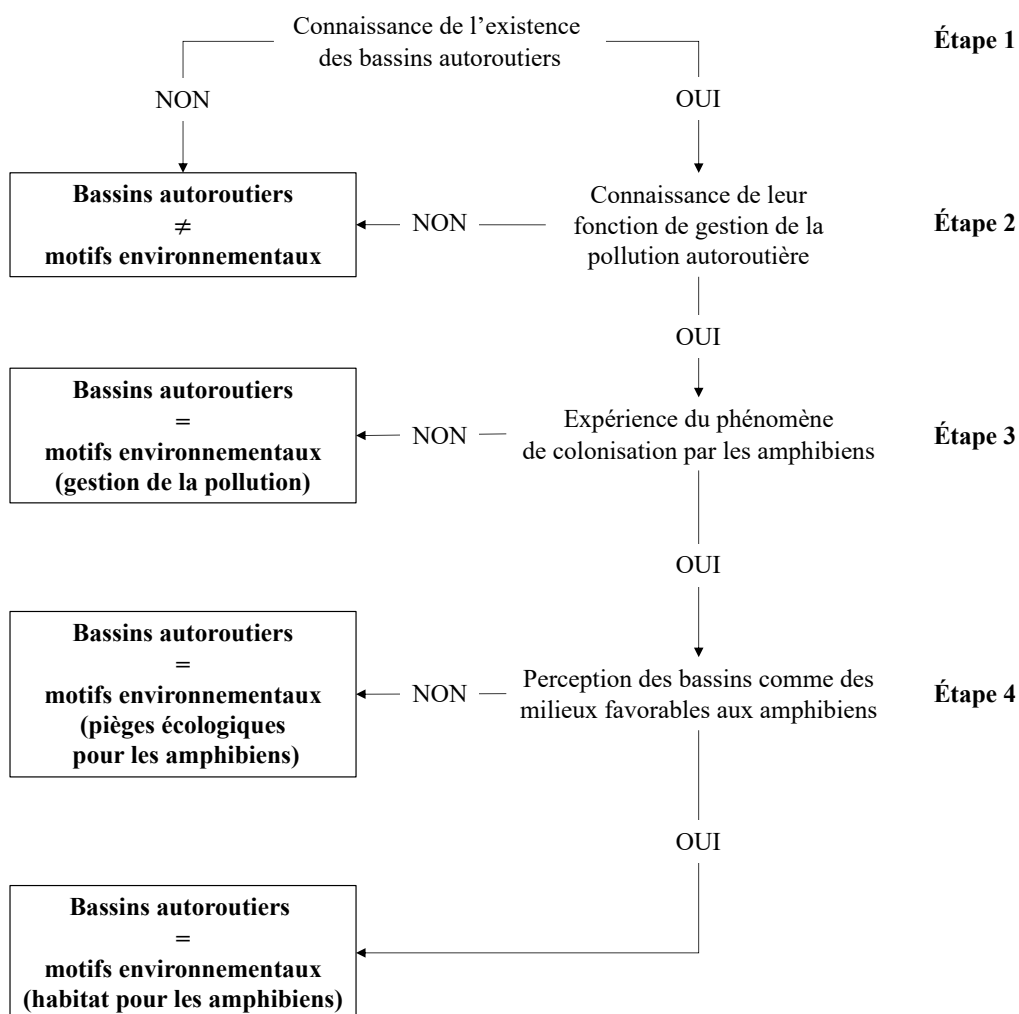 Connaissance de l’existence
des bassins autoroutiers
Étape 1
NON
OUI
Bassins autoroutiers
≠
motifs environnementaux
NON
Connaissance de leur
fonction de gestion de la
pollution autoroutière
Étape 2
OUI
Bassins autoroutiers
=
motifs environnementaux
(gestion de la pollution)
NON
Expérience du phénomène
de colonisation par les amphibiens
Étape 3
OUI
Bassins autoroutiers
=
motifs environnementaux
(pièges écologiques
pour les amphibiens)
NON
Perception des bassins comme des
milieux favorables aux amphibiens
Étape 4
OUI
Bassins autoroutiers
=
motifs environnementaux
(habitat pour les amphibiens)